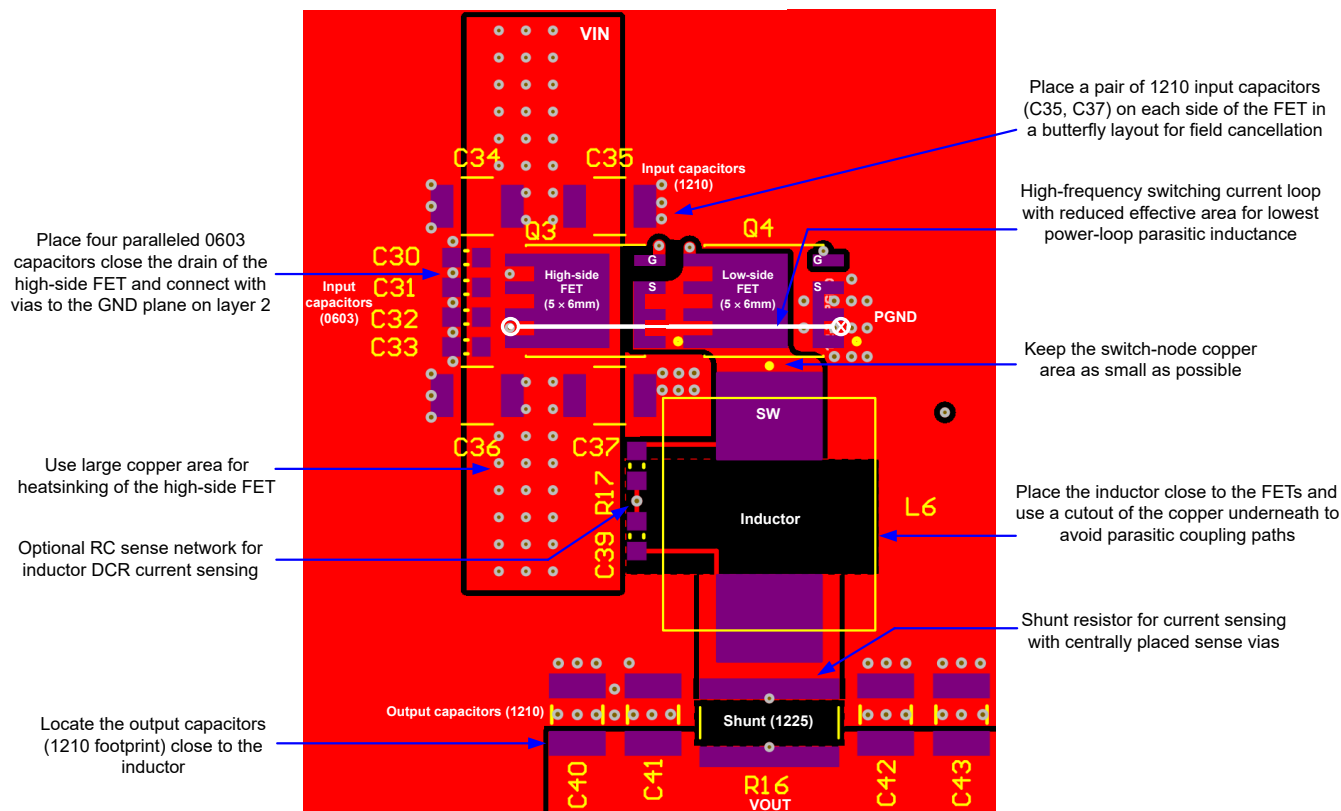 VIN
Place a pair of 1210 input capacitors
(C35, C37) on each side of the FET in
a butterfly layout for field cancellation
C34
C35
Input capacitors
(1210)
High-frequency switching current loop
with reduced effective area for lowest
power-loop parasitic inductance
Place four paralleled 0603
capacitors close the drain of the
high-side FET and connect with
vias to the GND plane on layer 2
Q3
Q4
C30
C31
C32
C33
Input
capacitors
(0603)
High-side
FET
(5 × 6mm)
G
S
Low-side
FET
(5 × 6mm)
G
S
PGND
Keep the switch-node copper
area as small as possible
SW
C36
C37
Use large copper area for
heatsinking of the high-side FET
R17
Inductor
L6
Place the inductor close to the FETs and
use a cutout of the copper underneath to
avoid parasitic coupling paths
Optional RC sense network for
inductor DCR current sensing
C39
Shunt resistor for current sensing
with centrally placed sense vias
Output capacitors (1210)
Shunt (1225)
Locate the output capacitors
(1210 footprint) close to the
inductor
C40
C41
R16
VOUT
C42
C43